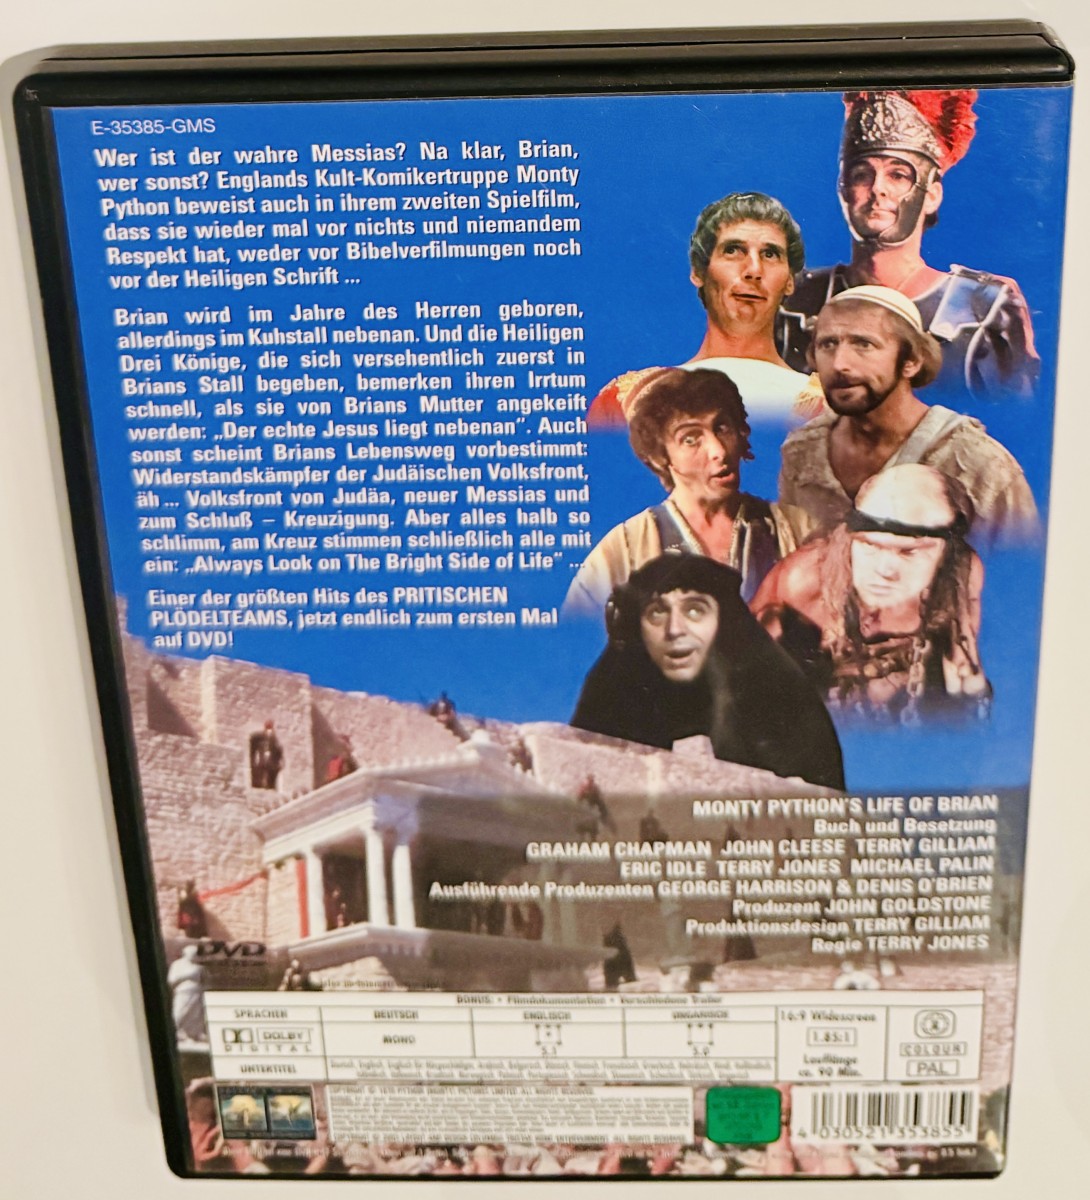 E-35385-GMS
Wer ist der wahre Messias? Na klar, Brian,
wer sonst? Englands Kult-Komikertruppe Monty
Python beweist auch in ihrem zweiten Spielfilm,
dass sie wieder mal vor nichts und niemandem
Respekt hat, weder vor Bibelverfilmungen noch
vor der Heiligen Schrift ...
Brian wird im Jahre des Herren geboren,
allerdings im Kuhstall nebenan. Und die Heiligen
Drei Könige, die sich versehentlich zuerst in
Brians Stall begeben, bemerken ihren Irrtum
schnell, als sie von Brians Mutter angekeift
werden: „Der echte Jesus liegt nebenan". Auch
sonst scheint Brians Lebensweg vorbestimmt:
Widerstandskämpfer der Judäischen Volksfront,
äh ... Volksfront von Judäa, neuer Messias und
zum Schluß – Kreuzigung. Aber alles halb so
schlimm, am Kreuz stimmen schließlich alle mit
ein: „Always Look on The Bright Side of Life" ...
Einer der größten Hits des PRITISCHEN
PLÖDELTEAMS, jetzt endlich zum ersten Mal
auf DVD!
MONTY PYTHON'S LIFE OF BRIAN
Buch und Besetzung
GRAHAM CHAPMAN JOHN CLEESE TERRY GILLIAM
ERIC IDLE TERRY JONES MICHAEL PALIN
Ausführende Produzenten GEORGE HARRISON & DENIS O'BRIEN
Produzent JOHN GOLDSTONE
Produktionsdesign TERRY GILLIAM
Regie TERRY JONES
DVD
BONUS: • Filmdokumentation • Verschiedene Trailer
SPRACHEN DEUTSCH ENGLISCH UNGARISCH
DOLBY DIGITAL MONO 5.1 5.0
UNTERTITEL
16:9 Widescreen
1.85:1
Lauflänge
ca. 90 Min.
COLOUR
PAL
4 030521 353855